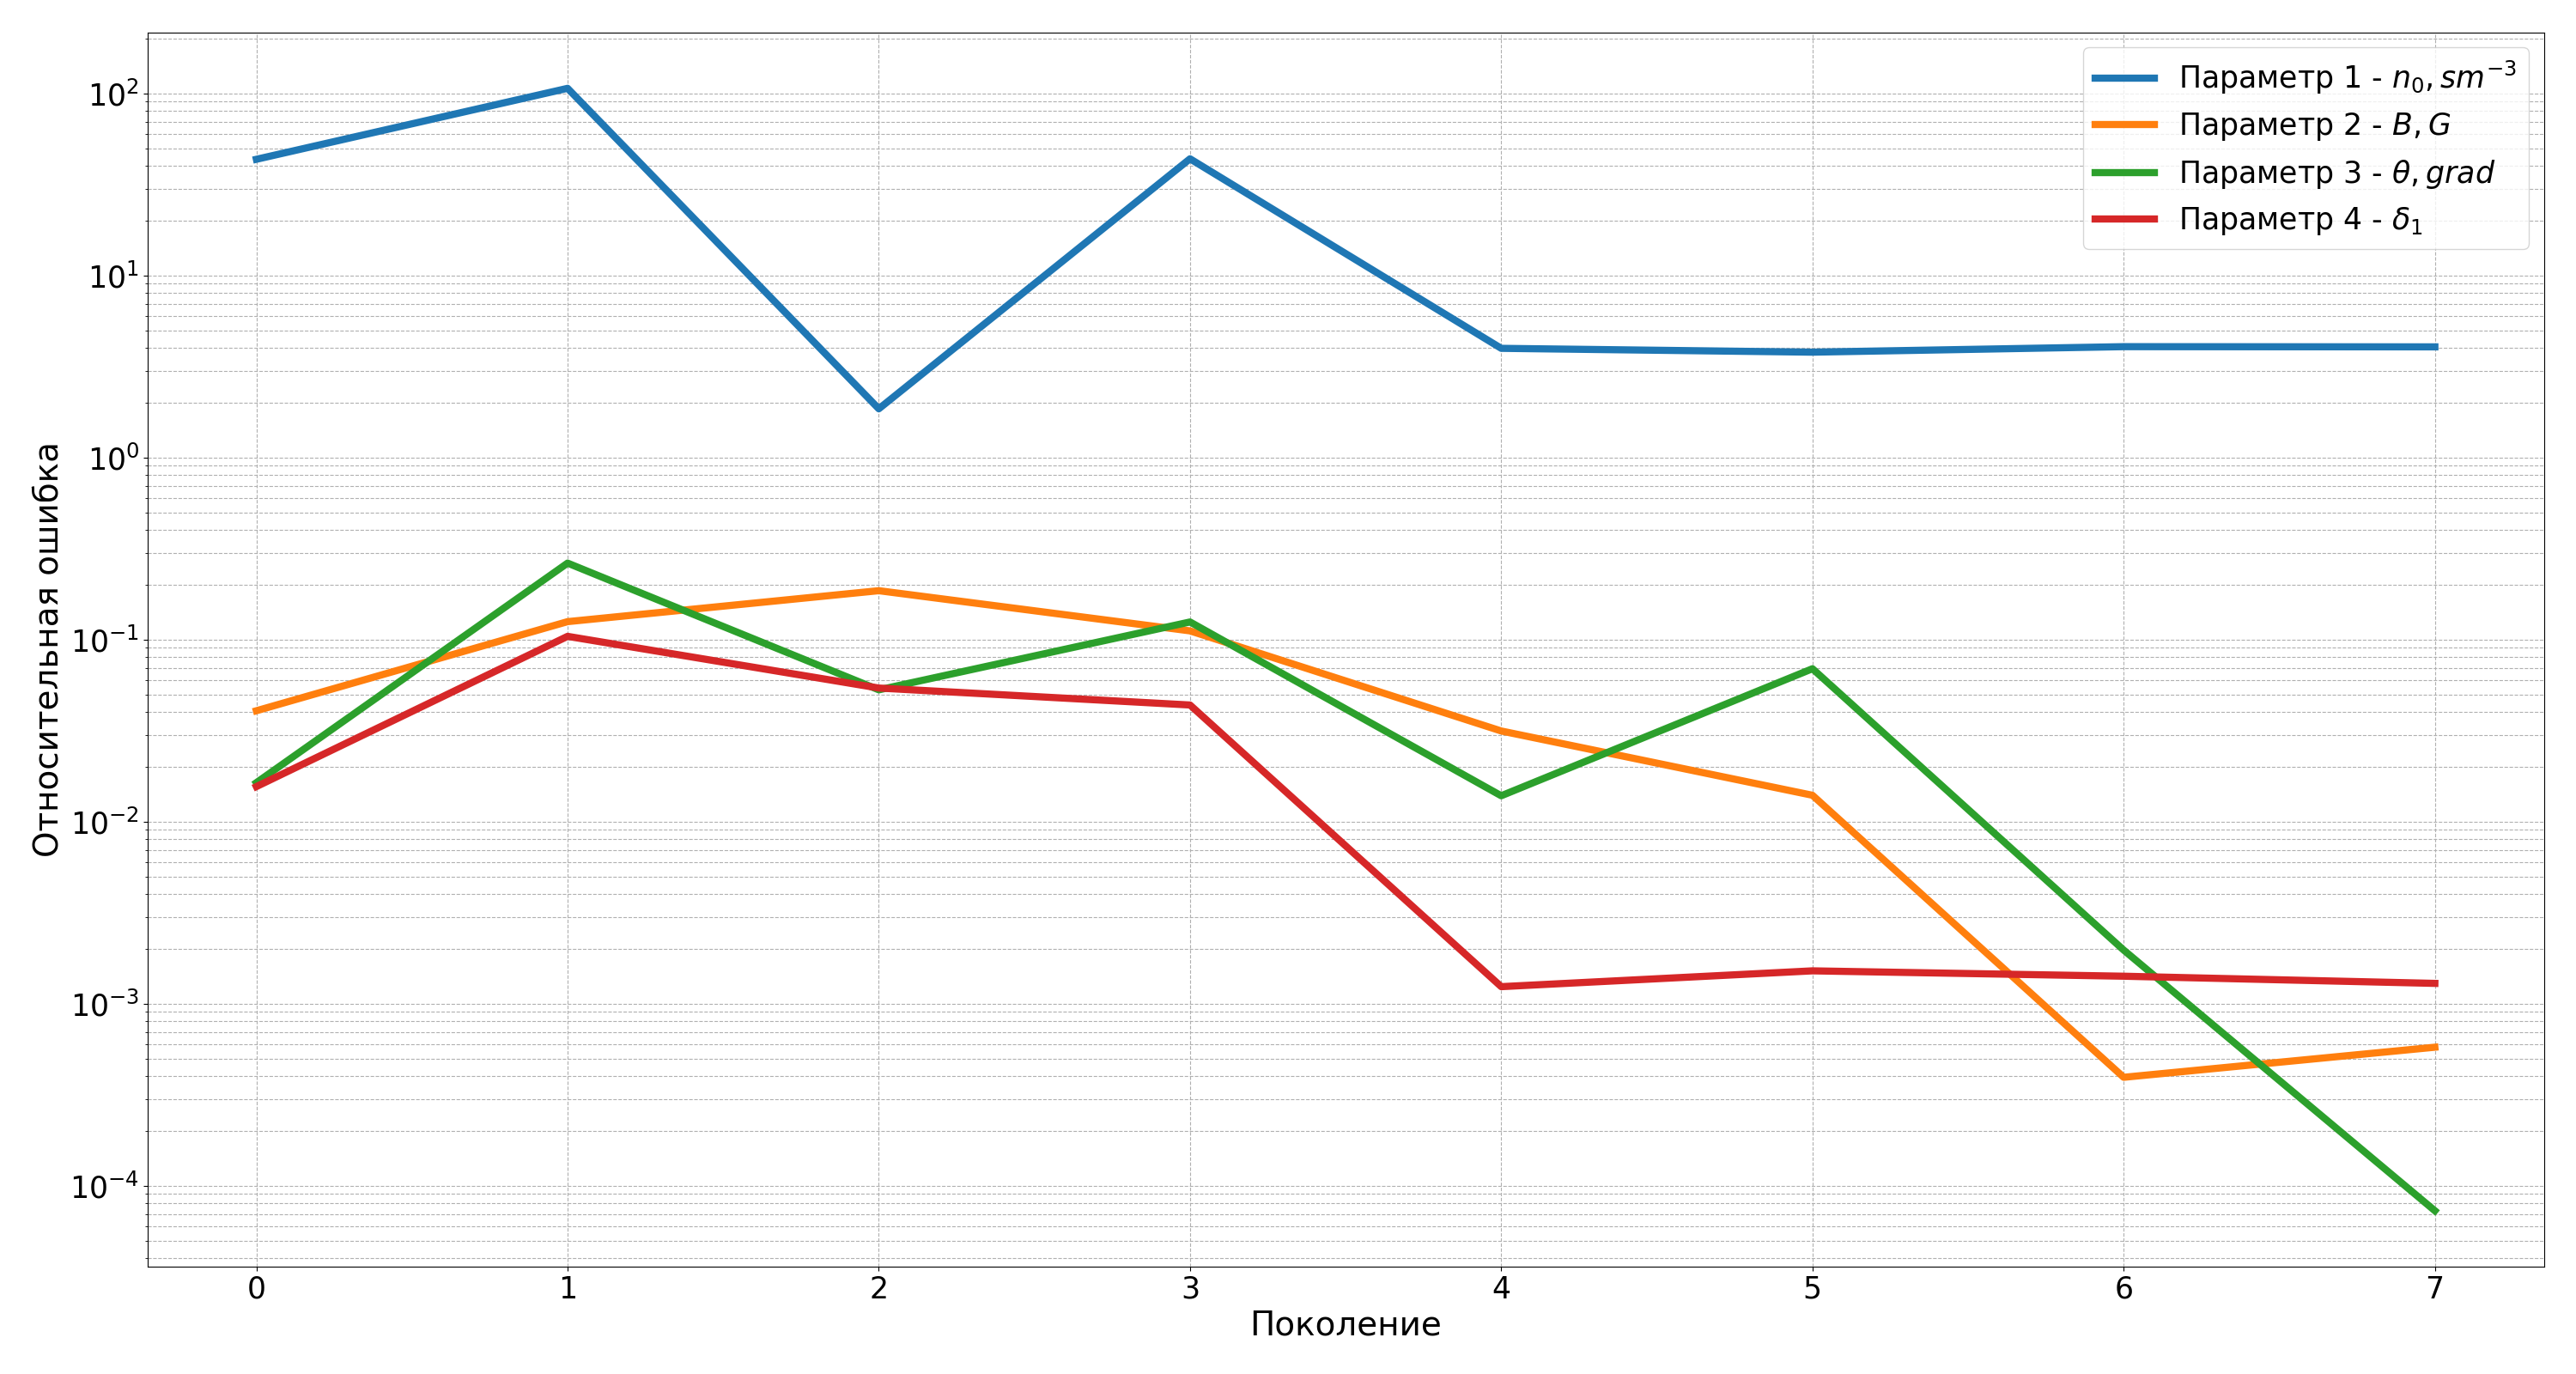 Относительная ошибка
10²
10¹
10⁰
10⁻¹
10⁻²
10⁻³
10⁻⁴
Параметр 1 - n₀, sm⁻³
Параметр 2 - B, G
Параметр 3 - θ, grad
Параметр 4 - δ₁
0 1 2 3 4 5 6 7
Поколение